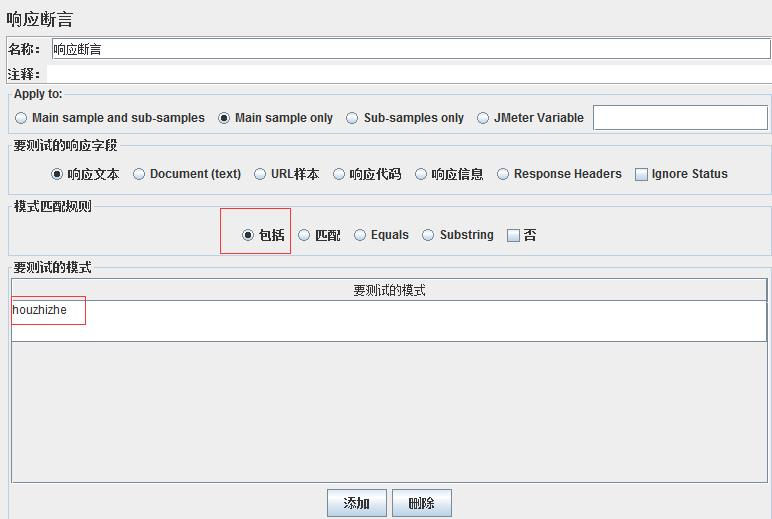 响应断言
名称： 响应断言
注释：
Apply to:
Main sample and sub-samples Main sample only Sub-samples only JMeter Variable
要测试的响应字段
响应文本 Document (text) URL样本 响应代码 响应信息 Response Headers Ignore Status
模式匹配规则
包括 匹配 Equals Substring 否
要测试的模式
要测试的模式
houzhizhe
添加 删除